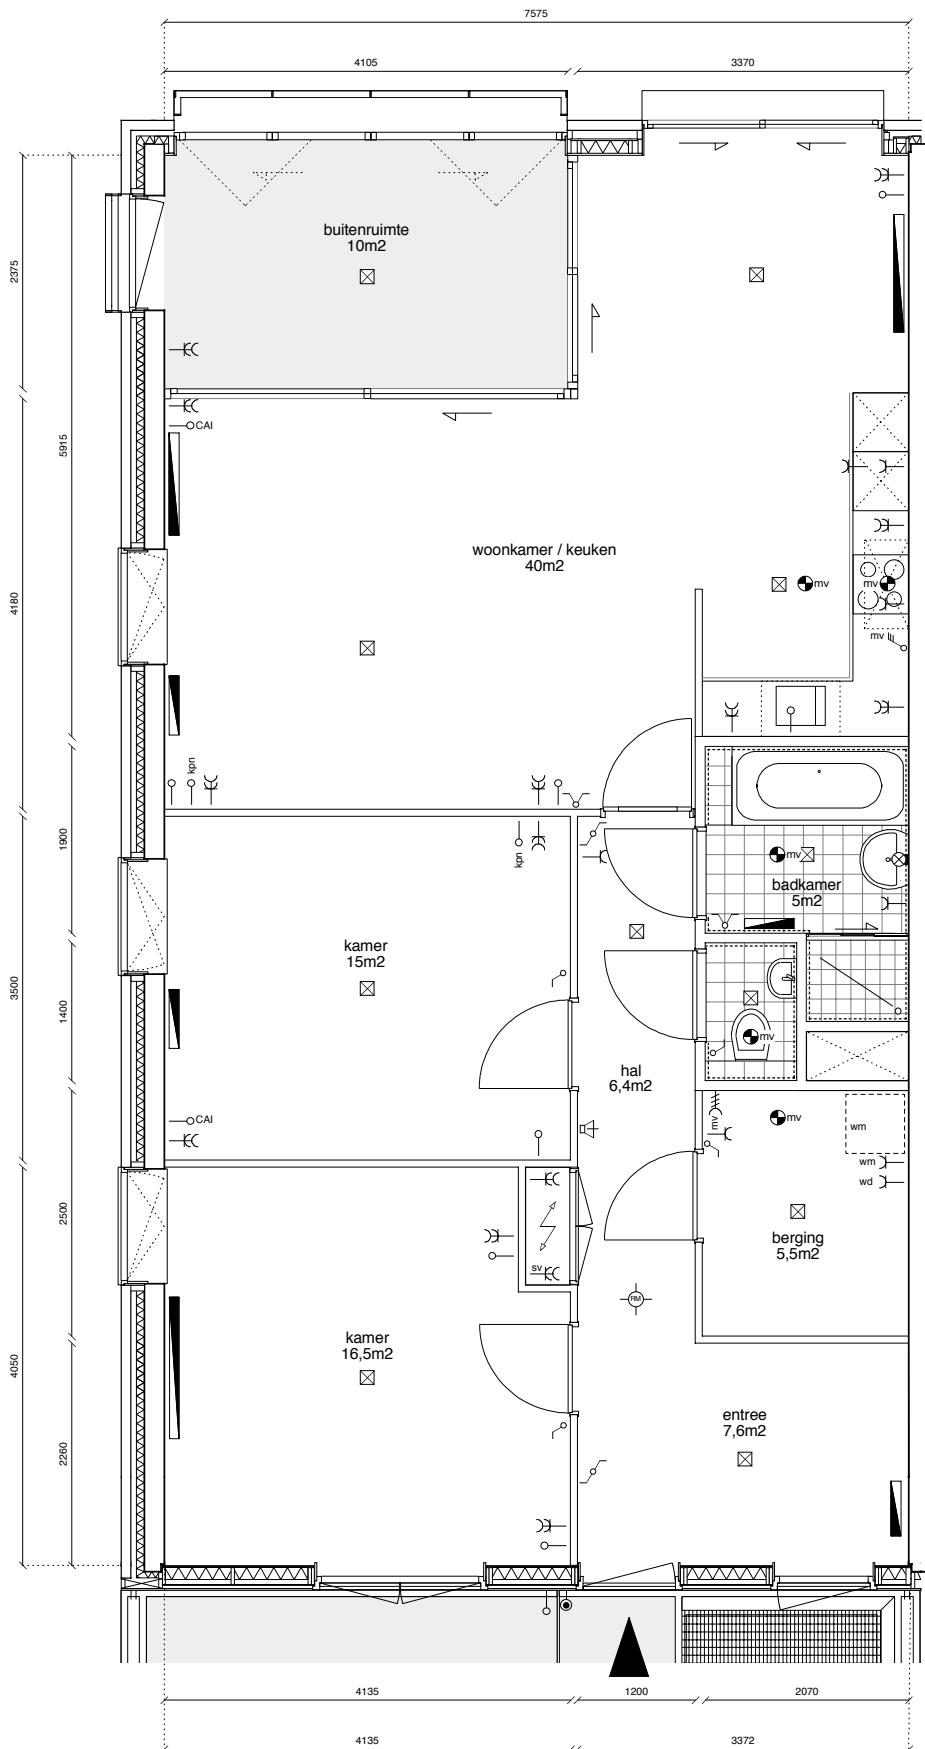 7575
4105
3370
buitenruimte
10m2
2375
5915
CAI
woonkamer / keuken
40m2
mv
mv
mv
4180
kpn
kpn
1900
mv
badkamer
5m2
kamer
15m2
3500
1400
mv
hal
6,4m2
CAI
mv
mv
wm
wm
wd
2500
sv
berging
5,5m2
RM
kamer
16,5m2
4050
entree
7,6m2
2260
4135
1200
2070
4135
3372